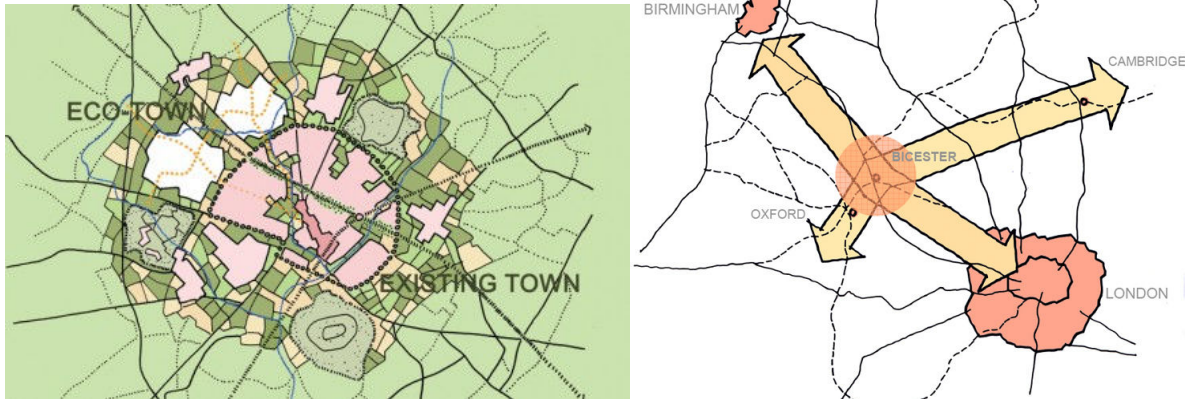 ECO-TOWN
EXISTING TOWN
BIRMINGHAM
CAMBRIDGE
BICESTER
OXFORD
LONDON